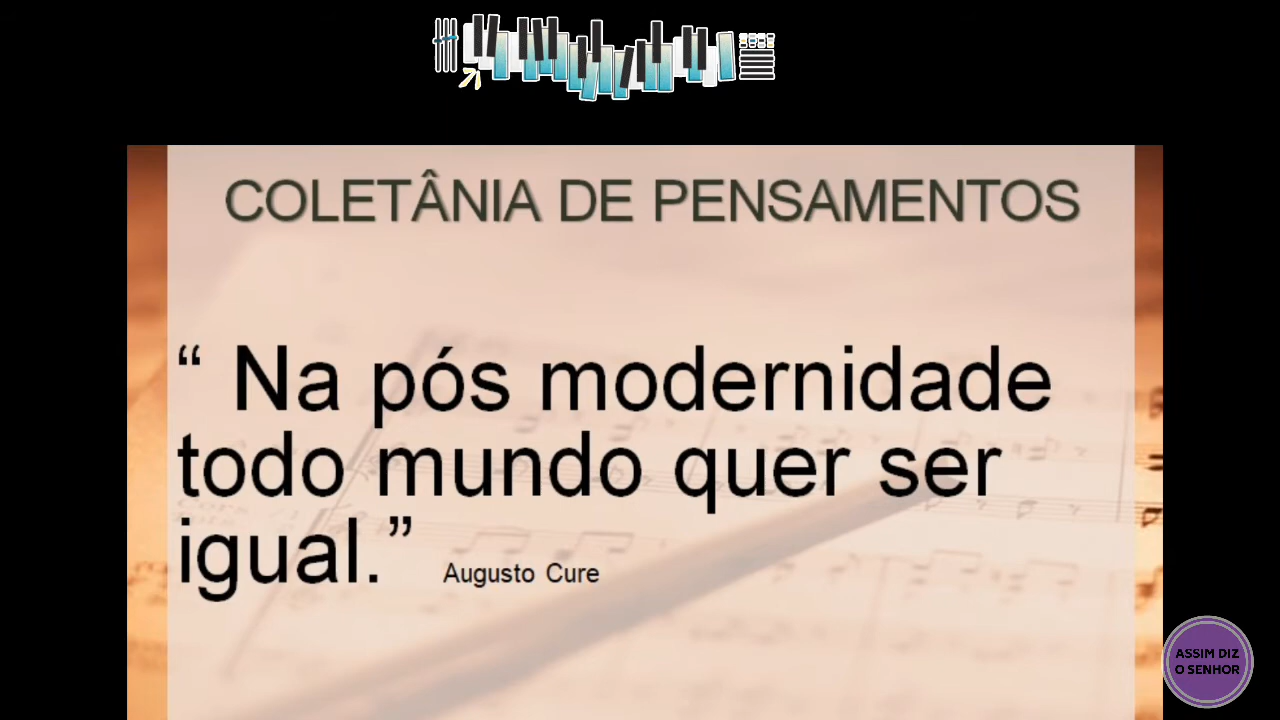 COLETÂNIA DE PENSAMENTOS
“ Na pós modernidade
todo mundo quer ser
igual.” Augusto Cure
ASSIM DIZ
O SENHOR